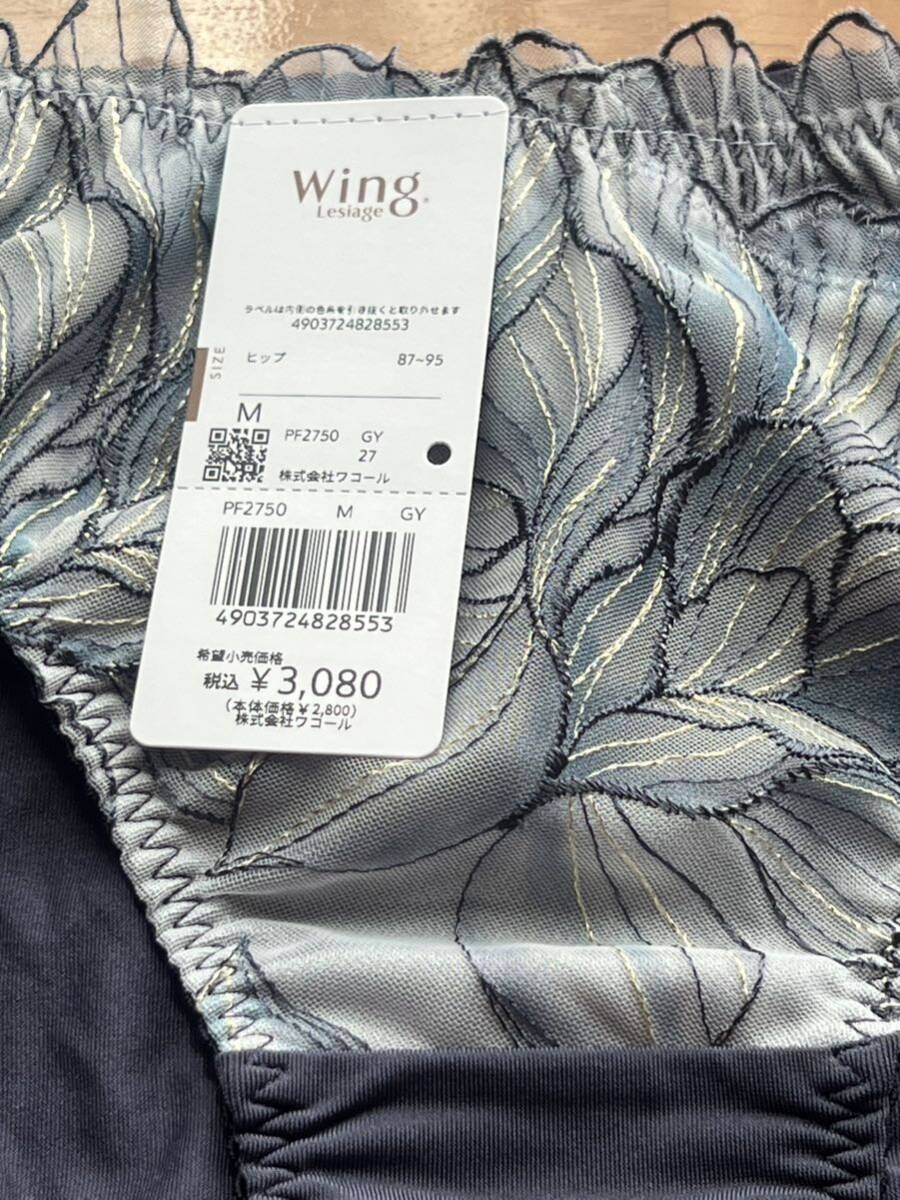 Wing
Lesiage
ラベルは内側の色糸を引き抜くと取り外せます
4903724828553
SIZE
ヒップ 87~95
M
PF2750 GY
27
株式会社ワコール
PF2750 M GY
4903724828553
希望小売価格
税込 ¥3,080
(本体価格¥2,800)
株式会社ワコール